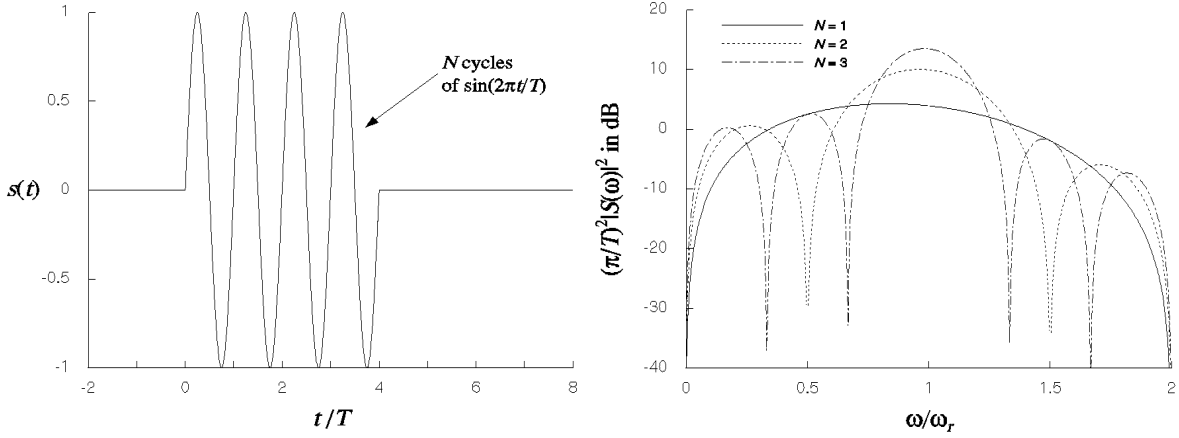 1
0.5
0
-0.5
-1
s(t)
N cycles
of sin(2πt/T)
-2
0
2
4
6
8
t/T
20
10
0
-10
-20
-30
-40
(π/T)²|S(ω)|² in dB
N = 1
N = 2
N = 3
0
0.5
1
1.5
2
ω/ωr